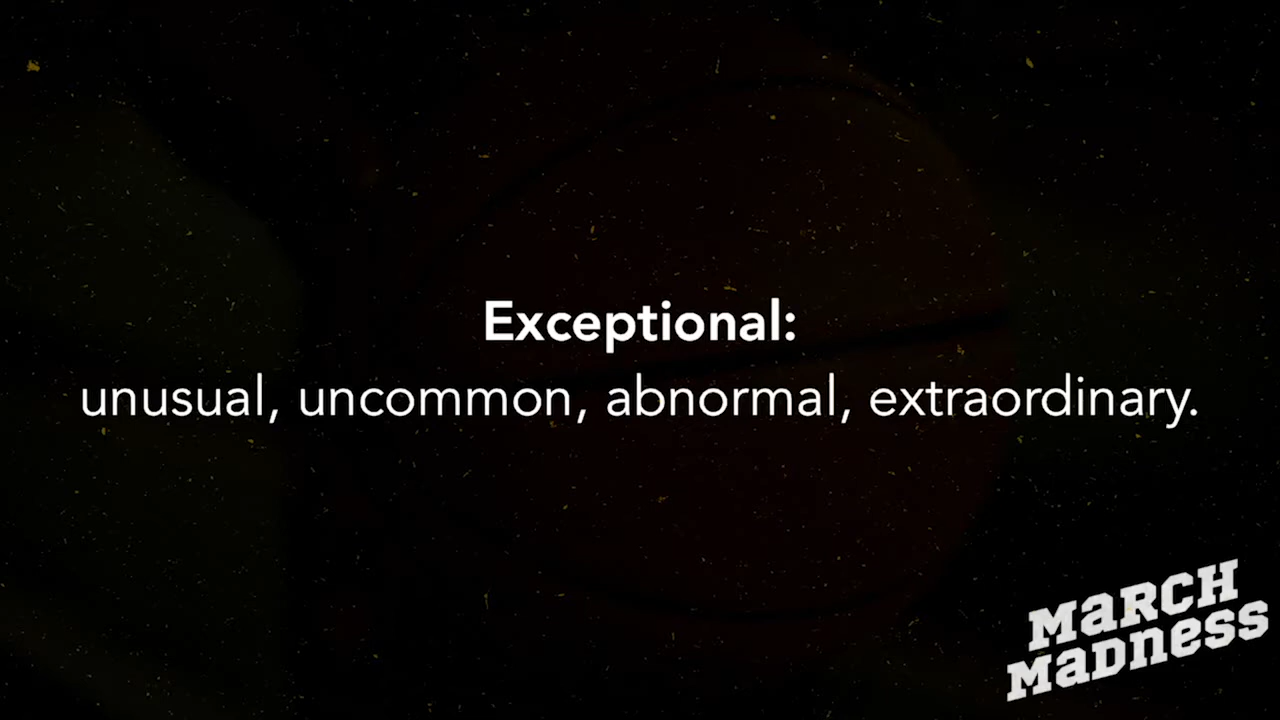 Exceptional:
unusual, uncommon, abnormal, extraordinary.
MaRCH
MaDness